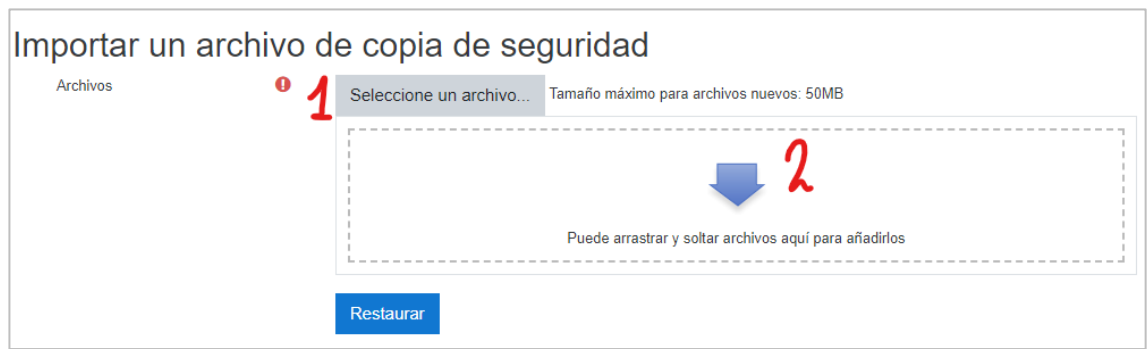 Importar un archivo de copia de seguridad
Archivos
1
Seleccione un archivo... Tamaño máximo para archivos nuevos: 50MB
2
Puede arrastrar y soltar archivos aquí para añadirlos
Restaurar